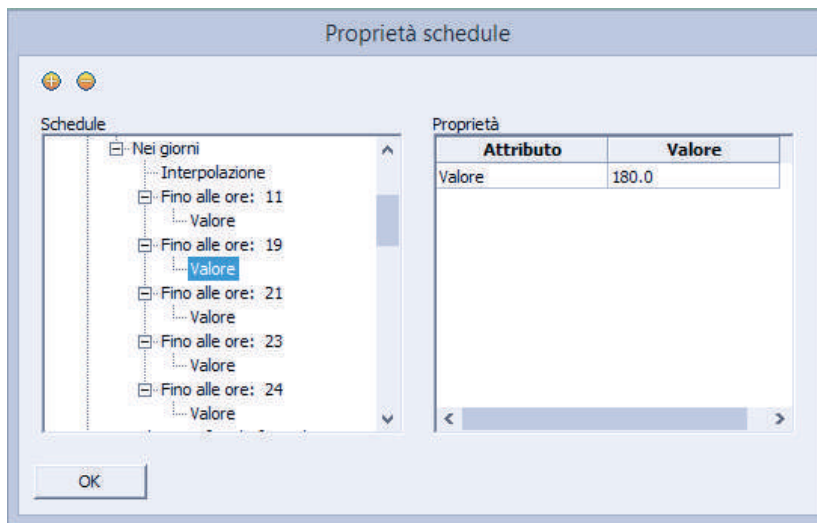 Proprietà schedule
Schedule
Nei giorni
Interpolazione
Fino alle ore: 11
Valore
Fino alle ore: 19
Valore
Fino alle ore: 21
Valore
Fino alle ore: 23
Valore
Fino alle ore: 24
Valore
Proprietà
Attributo Valore
Valore 180.0
OK